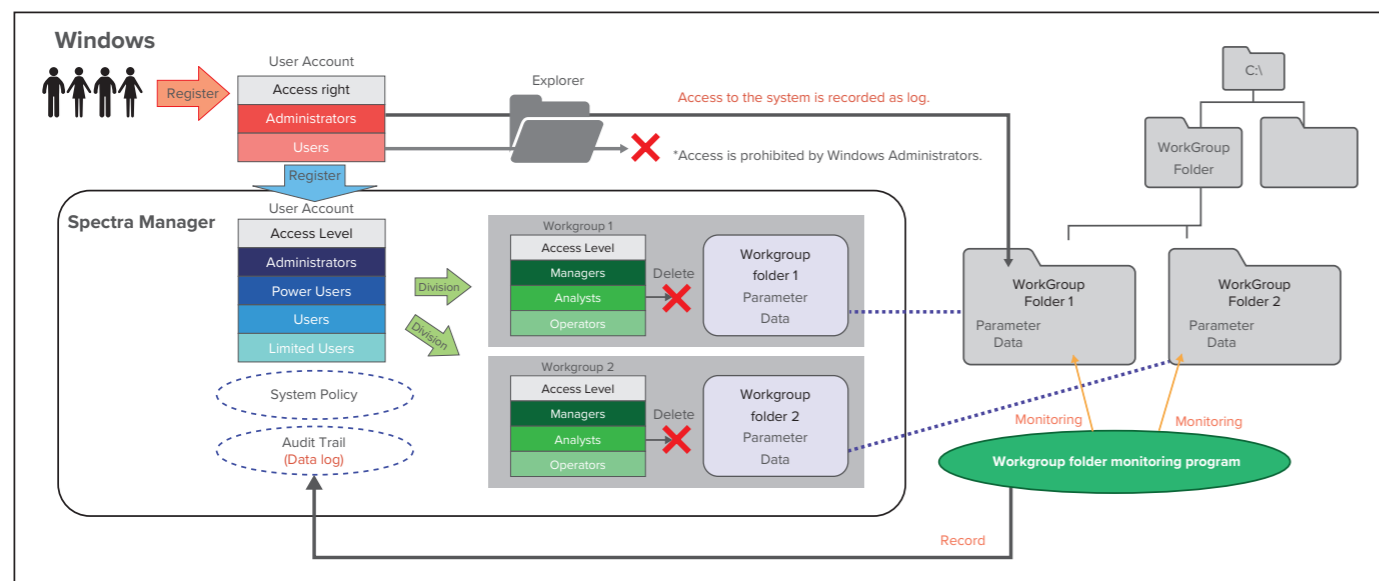 Windows
Register
User Account
Access right
Administrators
Users
Explorer
Access to the system is recorded as log.
*Access is prohibited by Windows Administrators.
C:\
WorkGroup
Folder
Register
Spectra Manager
User Account
Access Level
Administrators
Power Users
Users
Limited Users
System Policy
Audit Trail
(Data log)
Division
Division
Workgroup 1
Access Level
Managers
Analysts
Operators
Delete
Workgroup
folder 1
Parameter
Data
Workgroup 2
Access Level
Managers
Analysts
Operators
Delete
Workgroup
folder 2
Parameter
Data
WorkGroup
Folder 1
Parameter
Data
WorkGroup
Folder 2
Parameter
Data
Monitoring
Monitoring
Workgroup folder monitoring program
Record